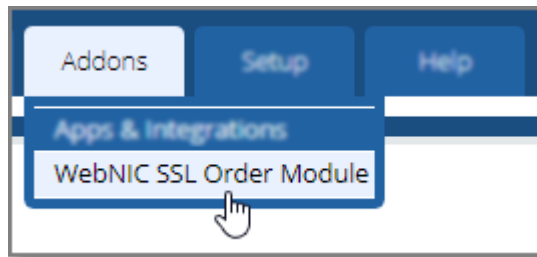 Addons
Setup
Help
Apps & Integrations
WebNIC SSL Order Module